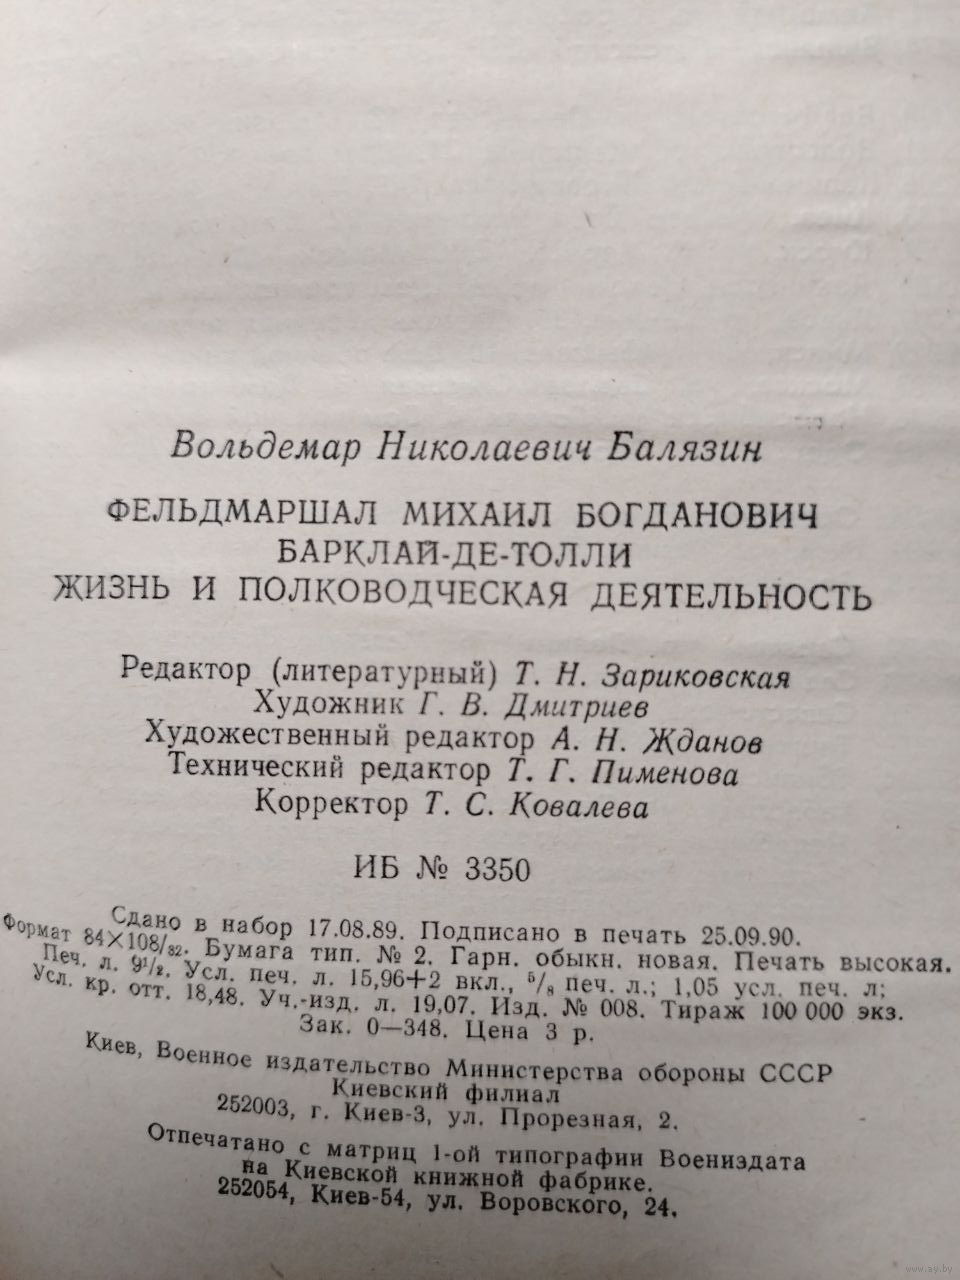 Вольдемар Николаевич Балязин
ФЕЛЬДМАРШАЛ МИХАИЛ БОГДАНОВИЧ
БАРКЛАЙ-ДЕ-ТОЛЛИ
ЖИЗНЬ И ПОЛКОВОДЧЕСКАЯ ДЕЯТЕЛЬНОСТЬ
Редактор (литературный) Т. Н. Зариковская
Художник Г. В. Дмитриев
Художественный редактор А. Н. Жданов
Технический редактор Т. Г. Пименова
Корректор Т. С. Ковалева
ИБ № 3350
Сдано в набор 17.08.89. Подписано в печать 25.09.90.
Формат 84×108/32. Бумага тип. № 2. Гарн. обыкн. новая. Печать высокая.
Печ. л. 9½. Усл. печ. л. 15,96+2 вкл., 5/8 печ. л.; 1,05 усл. печ. л;
Усл. кр. отт. 18,48. Уч.-изд. л. 19,07. Изд. № 008. Тираж 100 000 экз.
Зак. 0—348. Цена 3 р.
Киев, Военное издательство Министерства обороны СССР
Киевский филиал
252003, г. Киев-3, ул. Прорезная, 2.
Отпечатано с матриц 1-ой типографии Воениздата
на Киевской книжной фабрике.
252054, Киев-54, ул. Воровского, 24.
www.ay.by